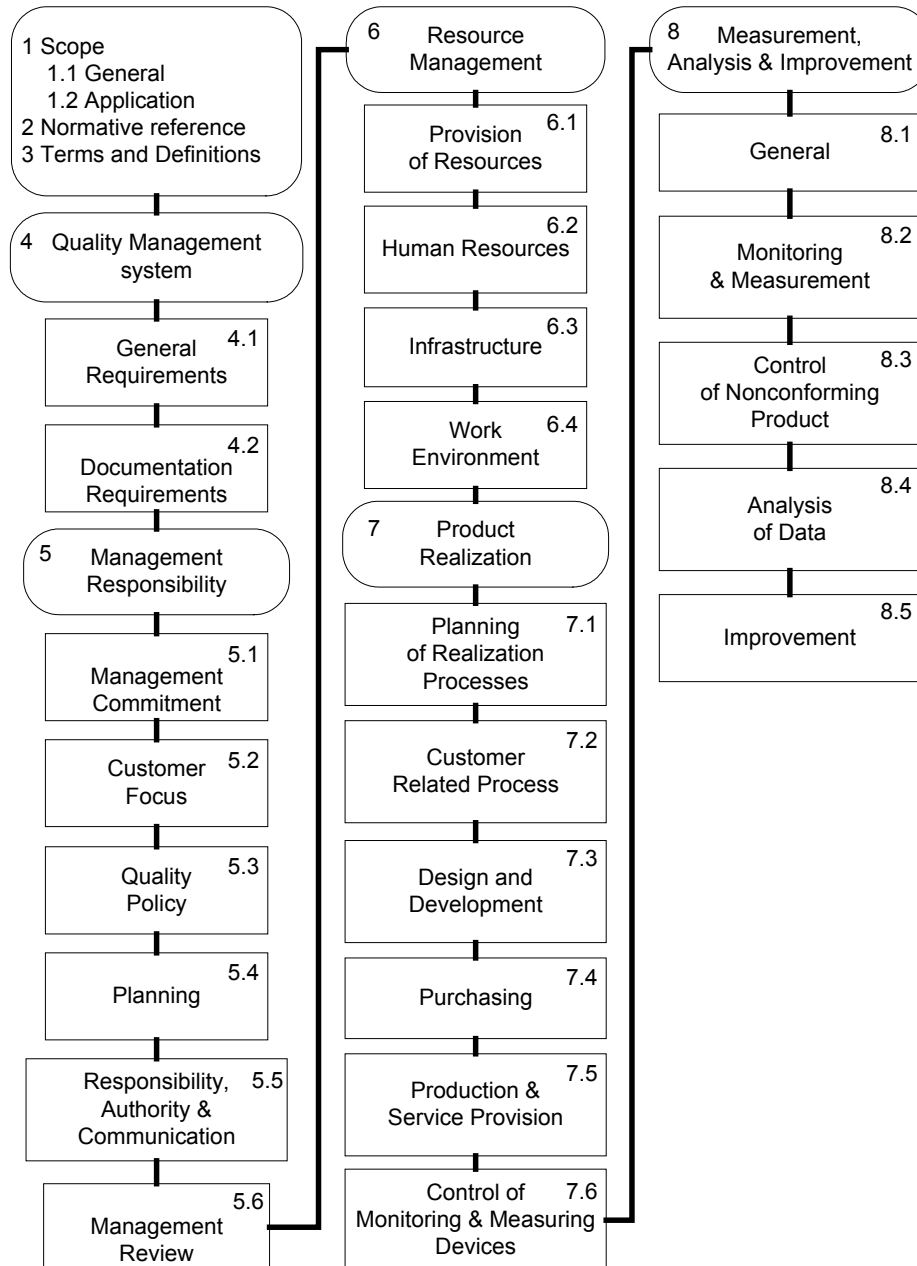 1 Scope
1.1 General
1.2 Application
2 Normative reference
3 Terms and Definitions
4 Quality Management
system
4.1
General
Requirements
4.2
Documentation
Requirements
5 Management
Responsibility
5.1
Management
Commitment
5.2
Customer
Focus
5.3
Quality
Policy
5.4
Planning
5.5
Responsibility,
Authority &
Communication
5.6
Management
Review
6 Resource
Management
6.1
Provision
of Resources
6.2
Human Resources
6.3
Infrastructure
6.4
Work
Environment
7 Product
Realization
7.1
Planning
of Realization
Processes
7.2
Customer
Related Process
7.3
Design and
Development
7.4
Purchasing
7.5
Production &
Service Provision
7.6
Control of
Monitoring & Measuring
Devices
8 Measurement,
Analysis & Improvement
8.1
General
8.2
Monitoring
& Measurement
8.3
Control
of Nonconforming
Product
8.4
Analysis
of Data
8.5
Improvement